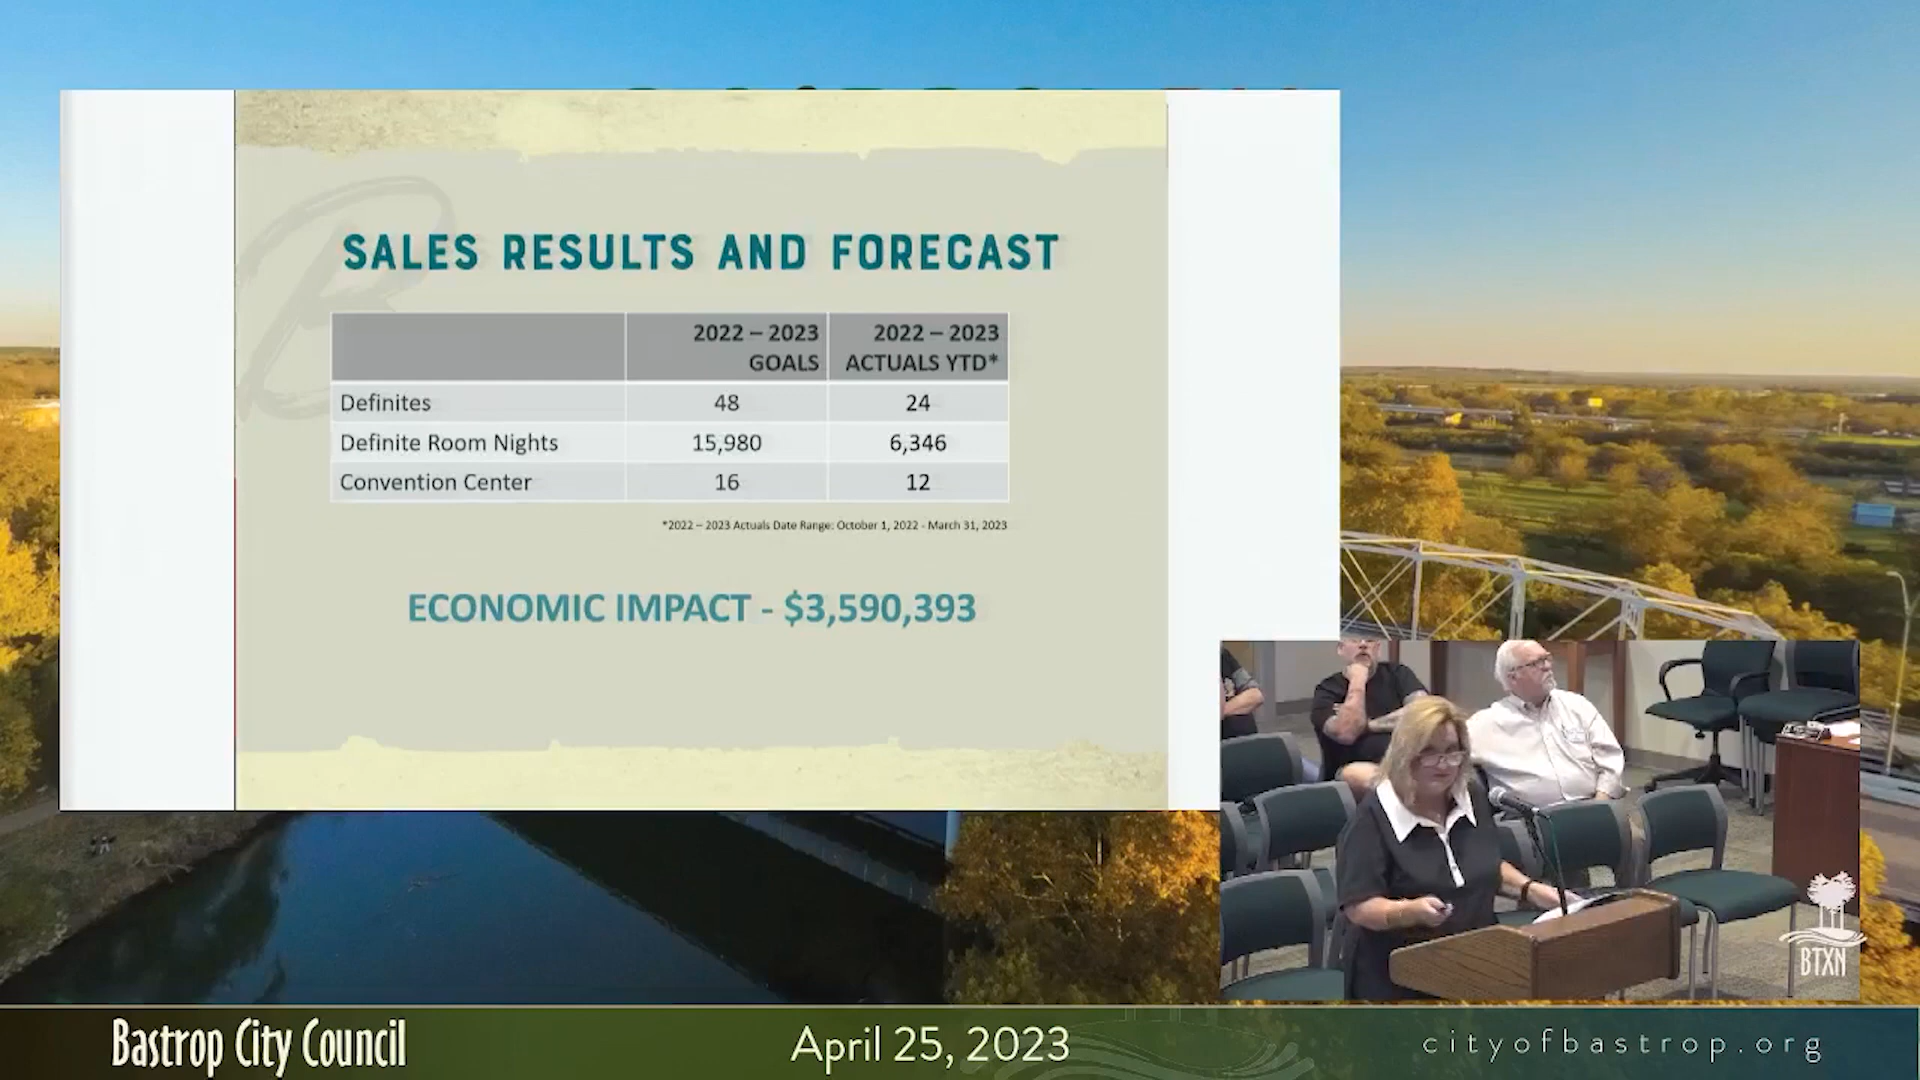 SALES RESULTS AND FORECAST
2022 – 2023 GOALS
2022 – 2023 ACTUALS YTD*
Definites 48 24
Definite Room Nights 15,980 6,346
Convention Center 16 12
*2022 – 2023 Actuals Date Range: October 1, 2022 - March 31, 2023
ECONOMIC IMPACT - $3,590,393
BTXN
Bastrop City Council
April 25, 2023
cityofbastrop.org